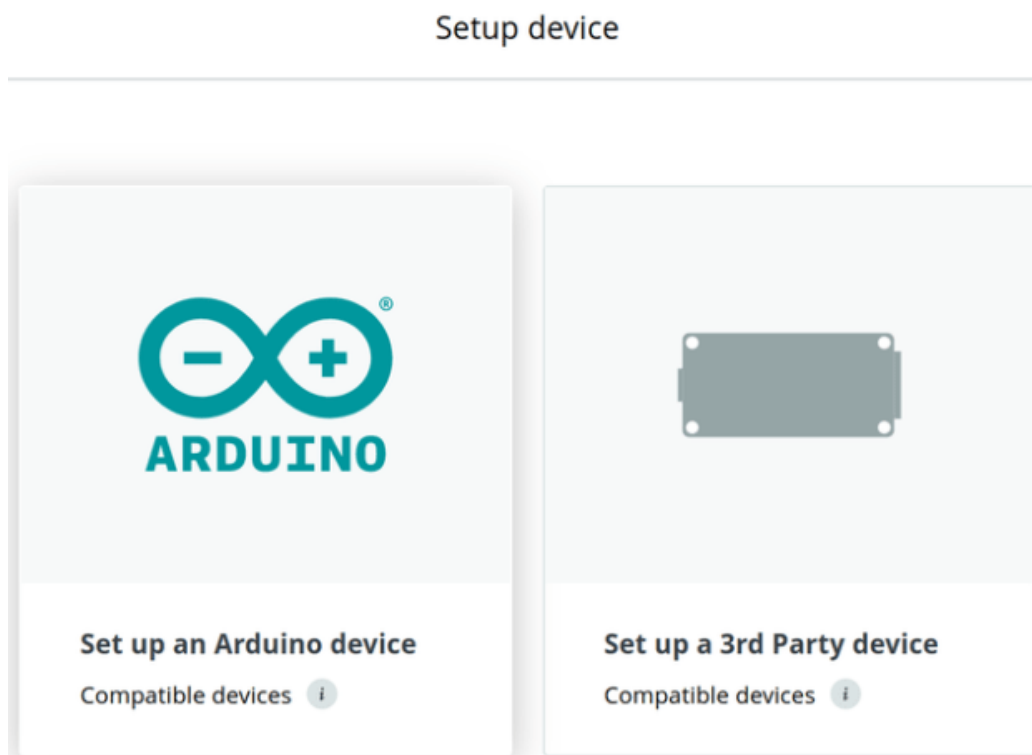 Setup device
®
ARDUINO
Set up an Arduino device
Compatible devices i
Set up a 3rd Party device
Compatible devices i